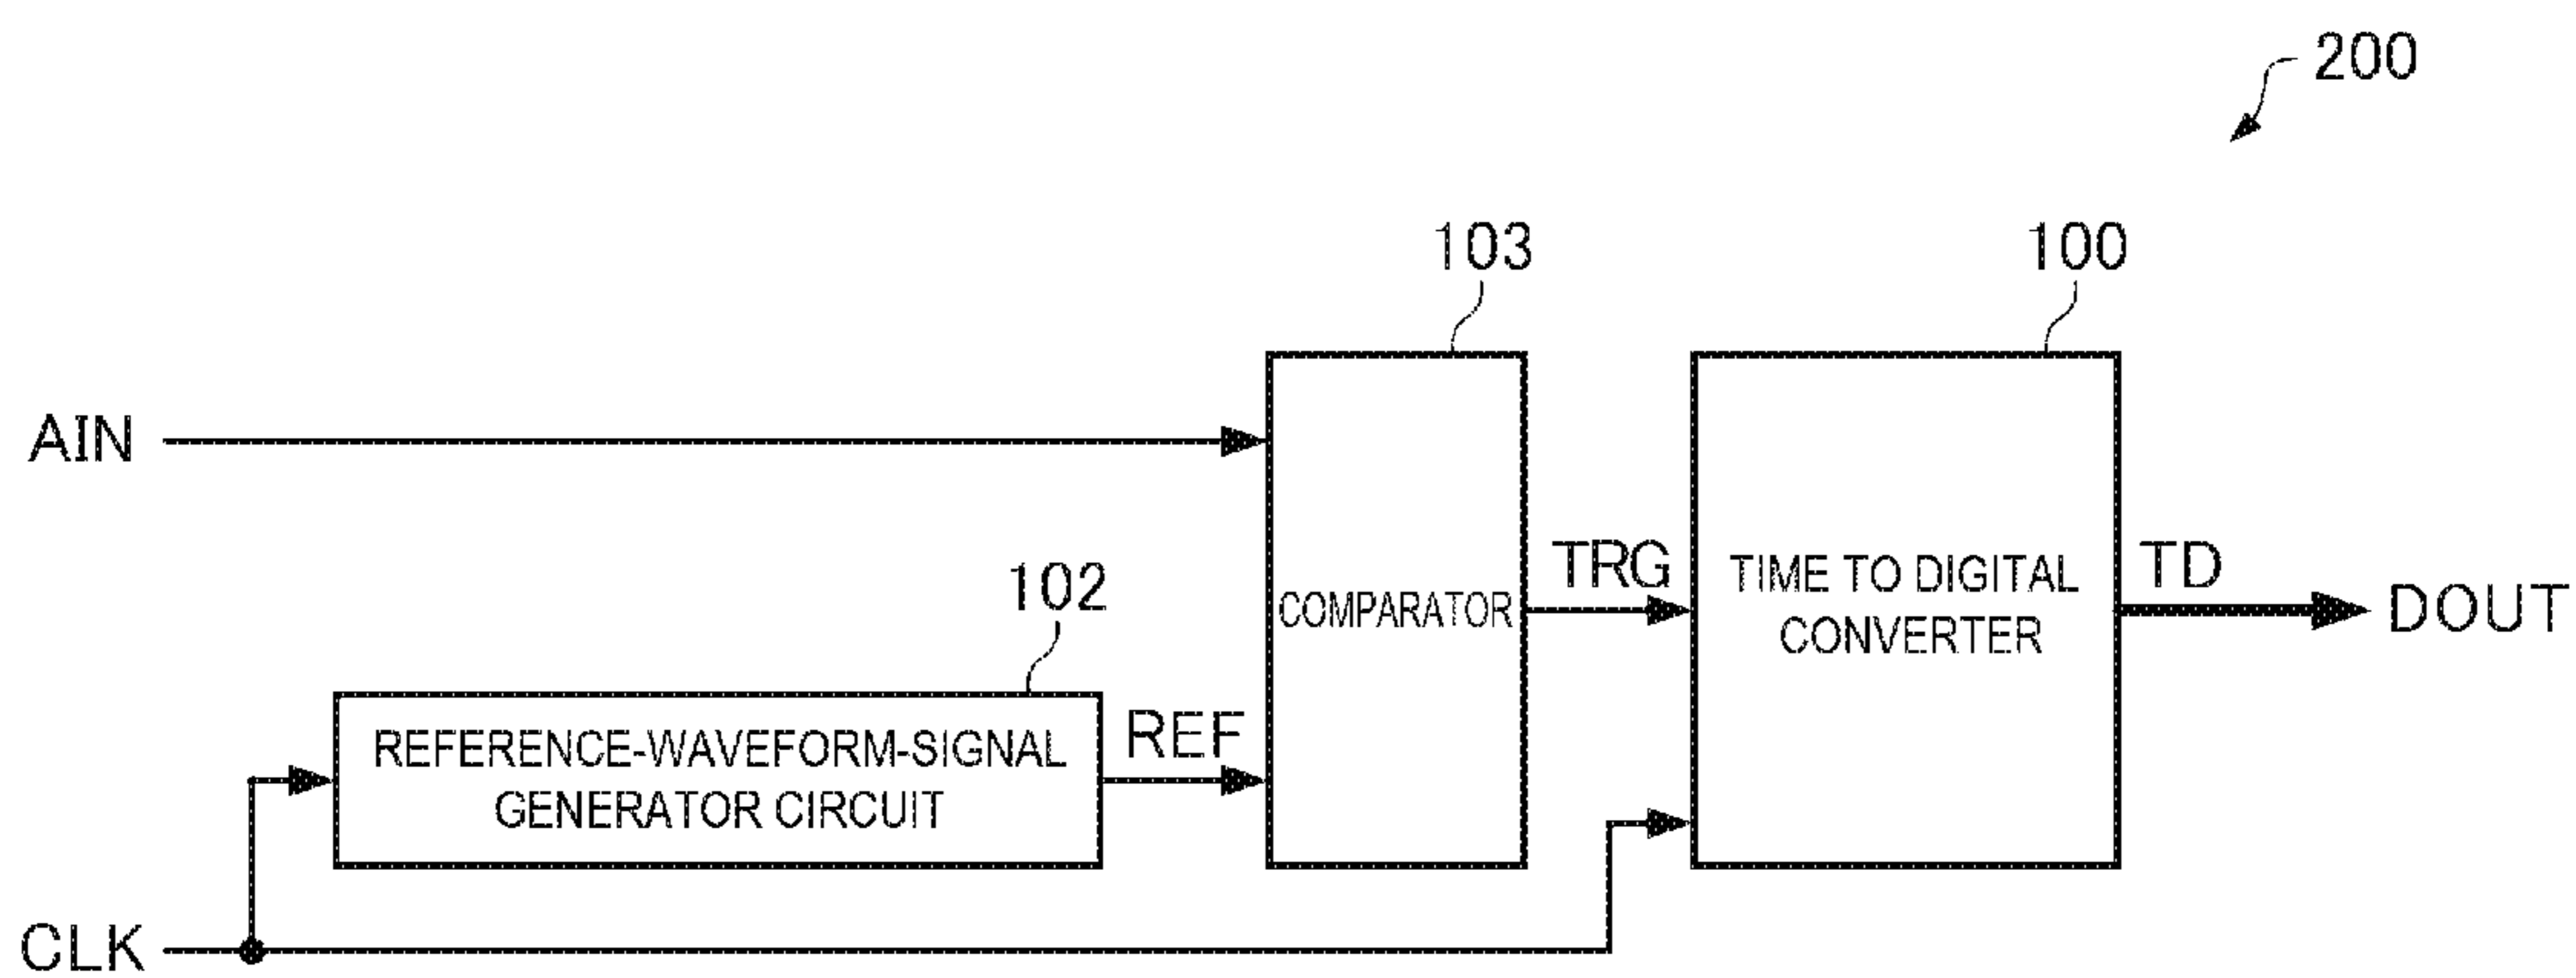 200
103
100
AIN
TRG
TIME TO DIGITAL
CONVERTER
TD
DOUT
COMPARATOR
102
REF
REFERENCE-WAVEFORM-SIGNAL
GENERATOR CIRCUIT
CLK